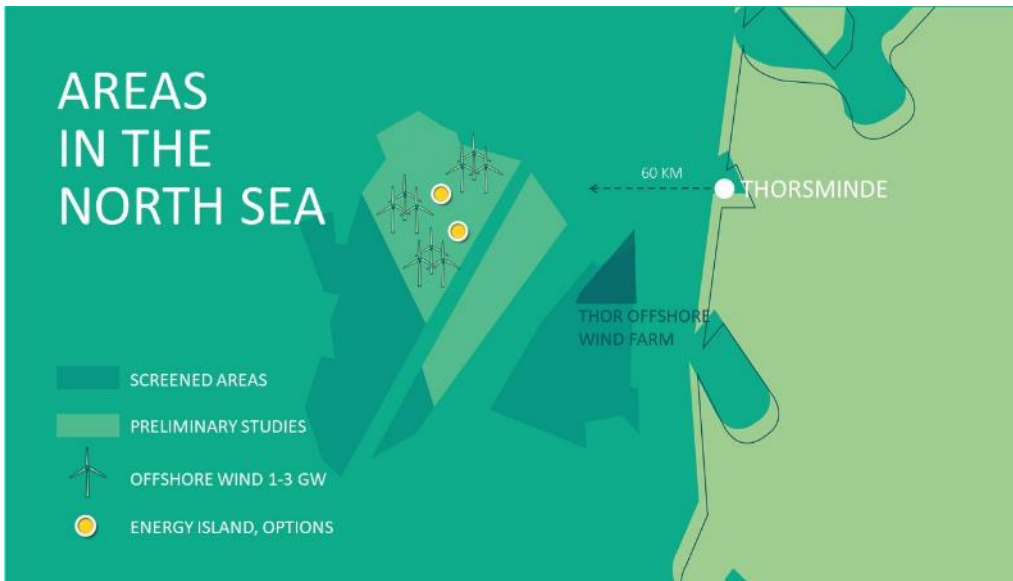 AREAS
IN THE
NORTH SEA
60 KM
THORSMINDE
THOR OFFSHORE
WIND FARM
SCREENED AREAS
PRELIMINARY STUDIES
OFFSHORE WIND 1-3 GW
ENERGY ISLAND, OPTIONS